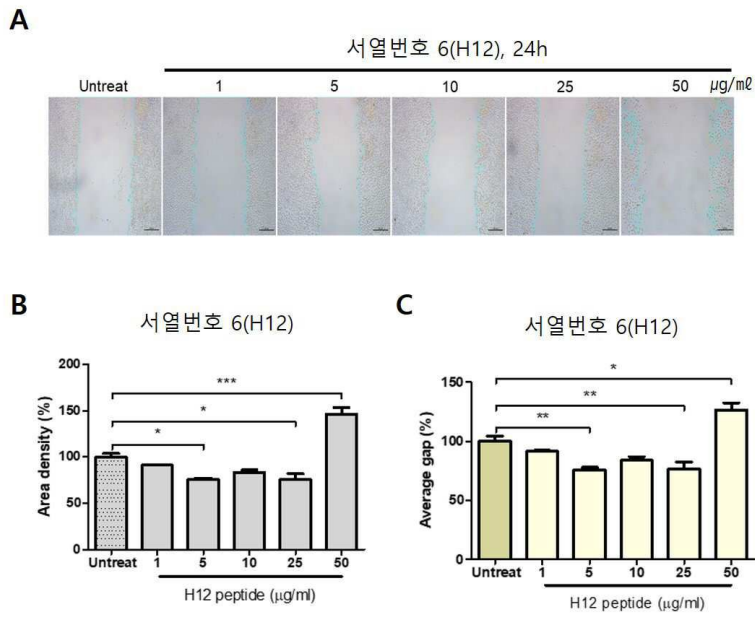 A
서열번호 6(H12), 24h
Untreat 1 5 10 25 50 μg/㎖
B
서열번호 6(H12)
200
150
100
50
0
Area density (%)
***
*
*
Untreat 1 5 10 25 50
H12 peptide (μg/ml)
C
서열번호 6(H12)
150
100
50
0
Average gap (%)
*
**
**
Untreat 1 5 10 25 50
H12 peptide (μg/ml)